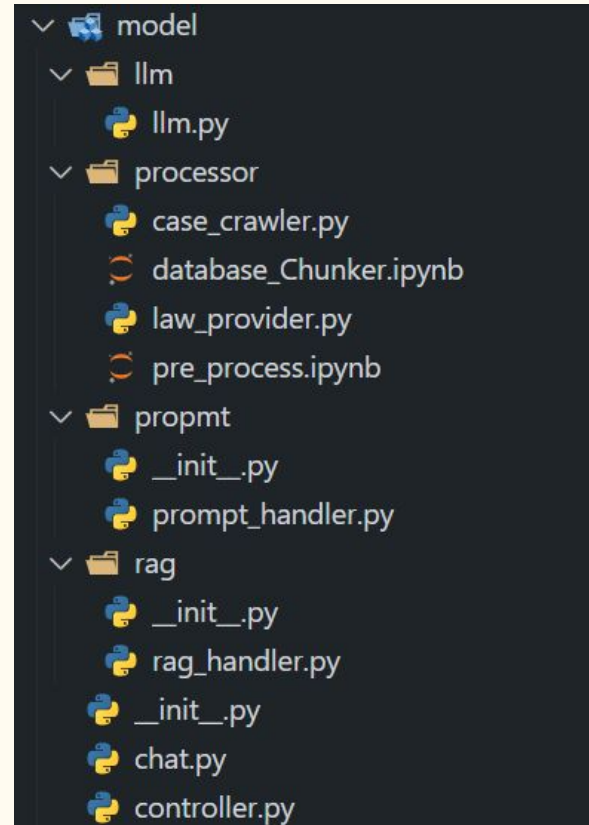 model
llm
llm.py
processor
case_crawler.py
database_Chunker.ipynb
law_provider.py
pre_process.ipynb
propmt
__init__.py
prompt_handler.py
rag
__init__.py
rag_handler.py
__init__.py
chat.py
controller.py